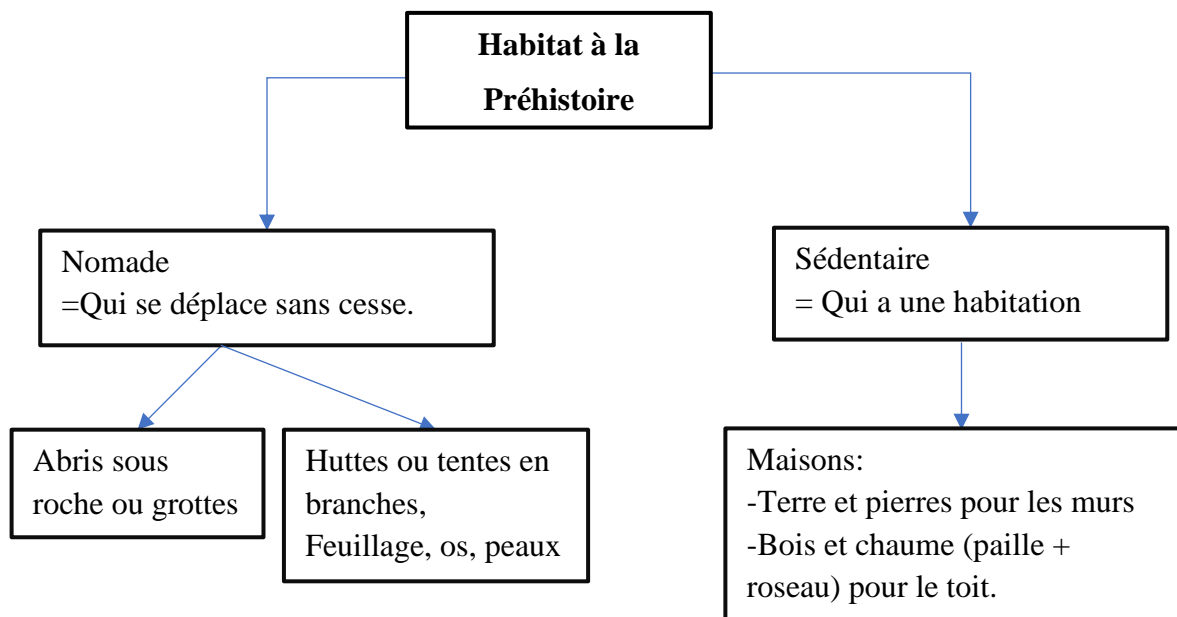 Habitat à la
Préhistoire
Nomade
=Qui se déplace sans cesse.
Sédentaire
= Qui a une habitation
Abris sous
roche ou grottes
Huttes ou tentes en
branches,
Feuillage, os, peaux
Maisons:
-Terre et pierres pour les murs
-Bois et chaume (paille +
roseau) pour le toit.